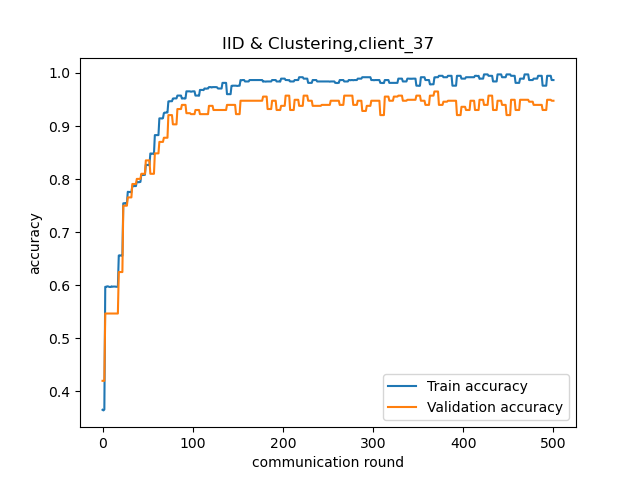 IID & Clustering,client_37
1.0
0.9
0.8
0.7
0.6
0.5
0.4
accuracy
0
100
200
300
400
500
communication round
Train accuracy
Validation accuracy